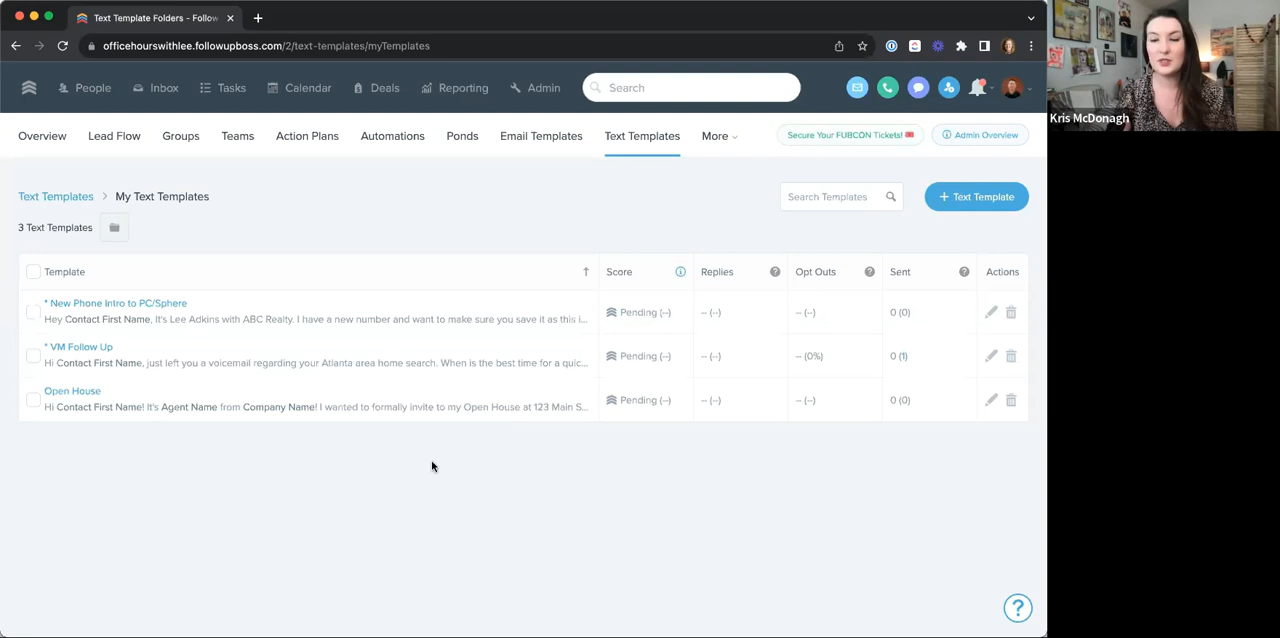 Text Template Folders - Follow
officehourswithlee.followupboss.com/2/text-templates/myTemplates
People Inbox Tasks Calendar Deals Reporting Admin Search
Overview Lead Flow Groups Teams Action Plans Automations Ponds Email Templates Text Templates More Secure Your FUBCON Tickets! Admin Overview
Kris McDonagh
Text Templates > My Text Templates Search Templates + Text Template
3 Text Templates
Template Score Replies Opt Outs Sent Actions
* New Phone Intro to PC/Sphere
Hey Contact First Name, It's Lee Adkins with ABC Realty. I have a new number and want to make sure you save it as this i... Pending (--) -- (--) -- (--) 0 (0)
* VM Follow Up
Hi Contact First Name, just left you a voicemail regarding your Atlanta area home search. When is the best time for a quic... Pending (--) -- (--) -- (0%) 0 (1)
Open House
Hi Contact First Name! It's Agent Name from Company Name! I wanted to formally invite to my Open House at 123 Main S... Pending (--) -- (--) -- (--) 0 (0)
?